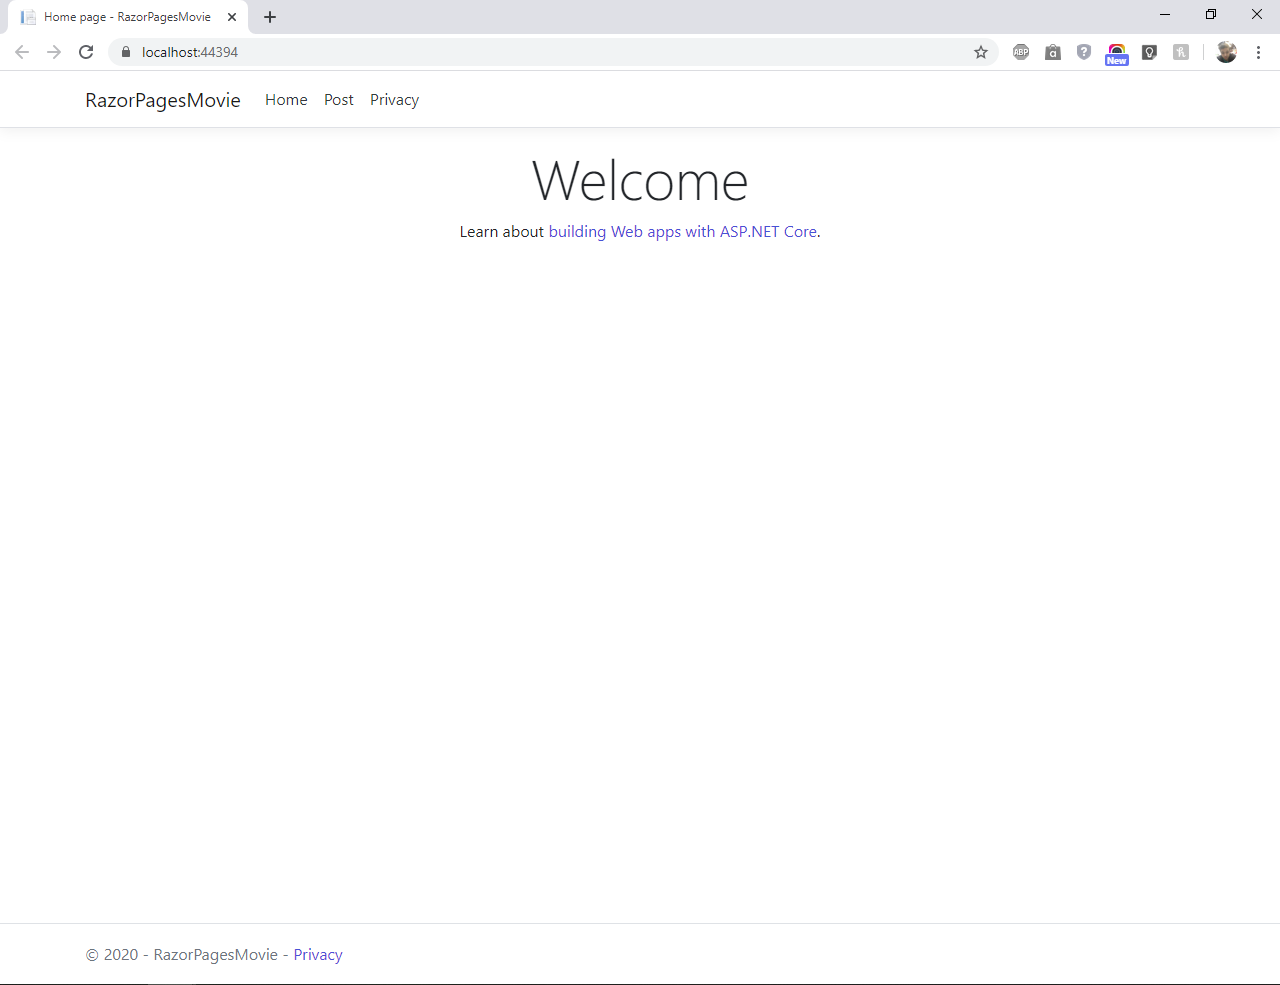 Home page - RazorPagesMovie
localhost:44394
ABP
a
?
New
RazorPagesMovie Home Post Privacy
Welcome
Learn about building Web apps with ASP.NET Core.
© 2020 - RazorPagesMovie - Privacy